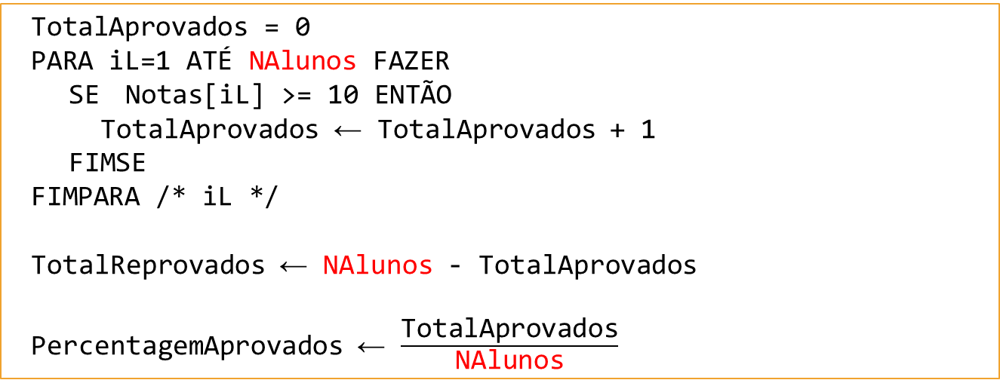 TotalAprovados = 0
PARA iL=1 ATÉ NAlunos FAZER
SE Notas[iL] >= 10 ENTÃO
TotalAprovados ← TotalAprovados + 1
FIMSE
FIMPARA /* iL */
TotalReprovados ← NAlunos - TotalAprovados
TotalAprovados
PercentagemAprovados ←
NAlunos